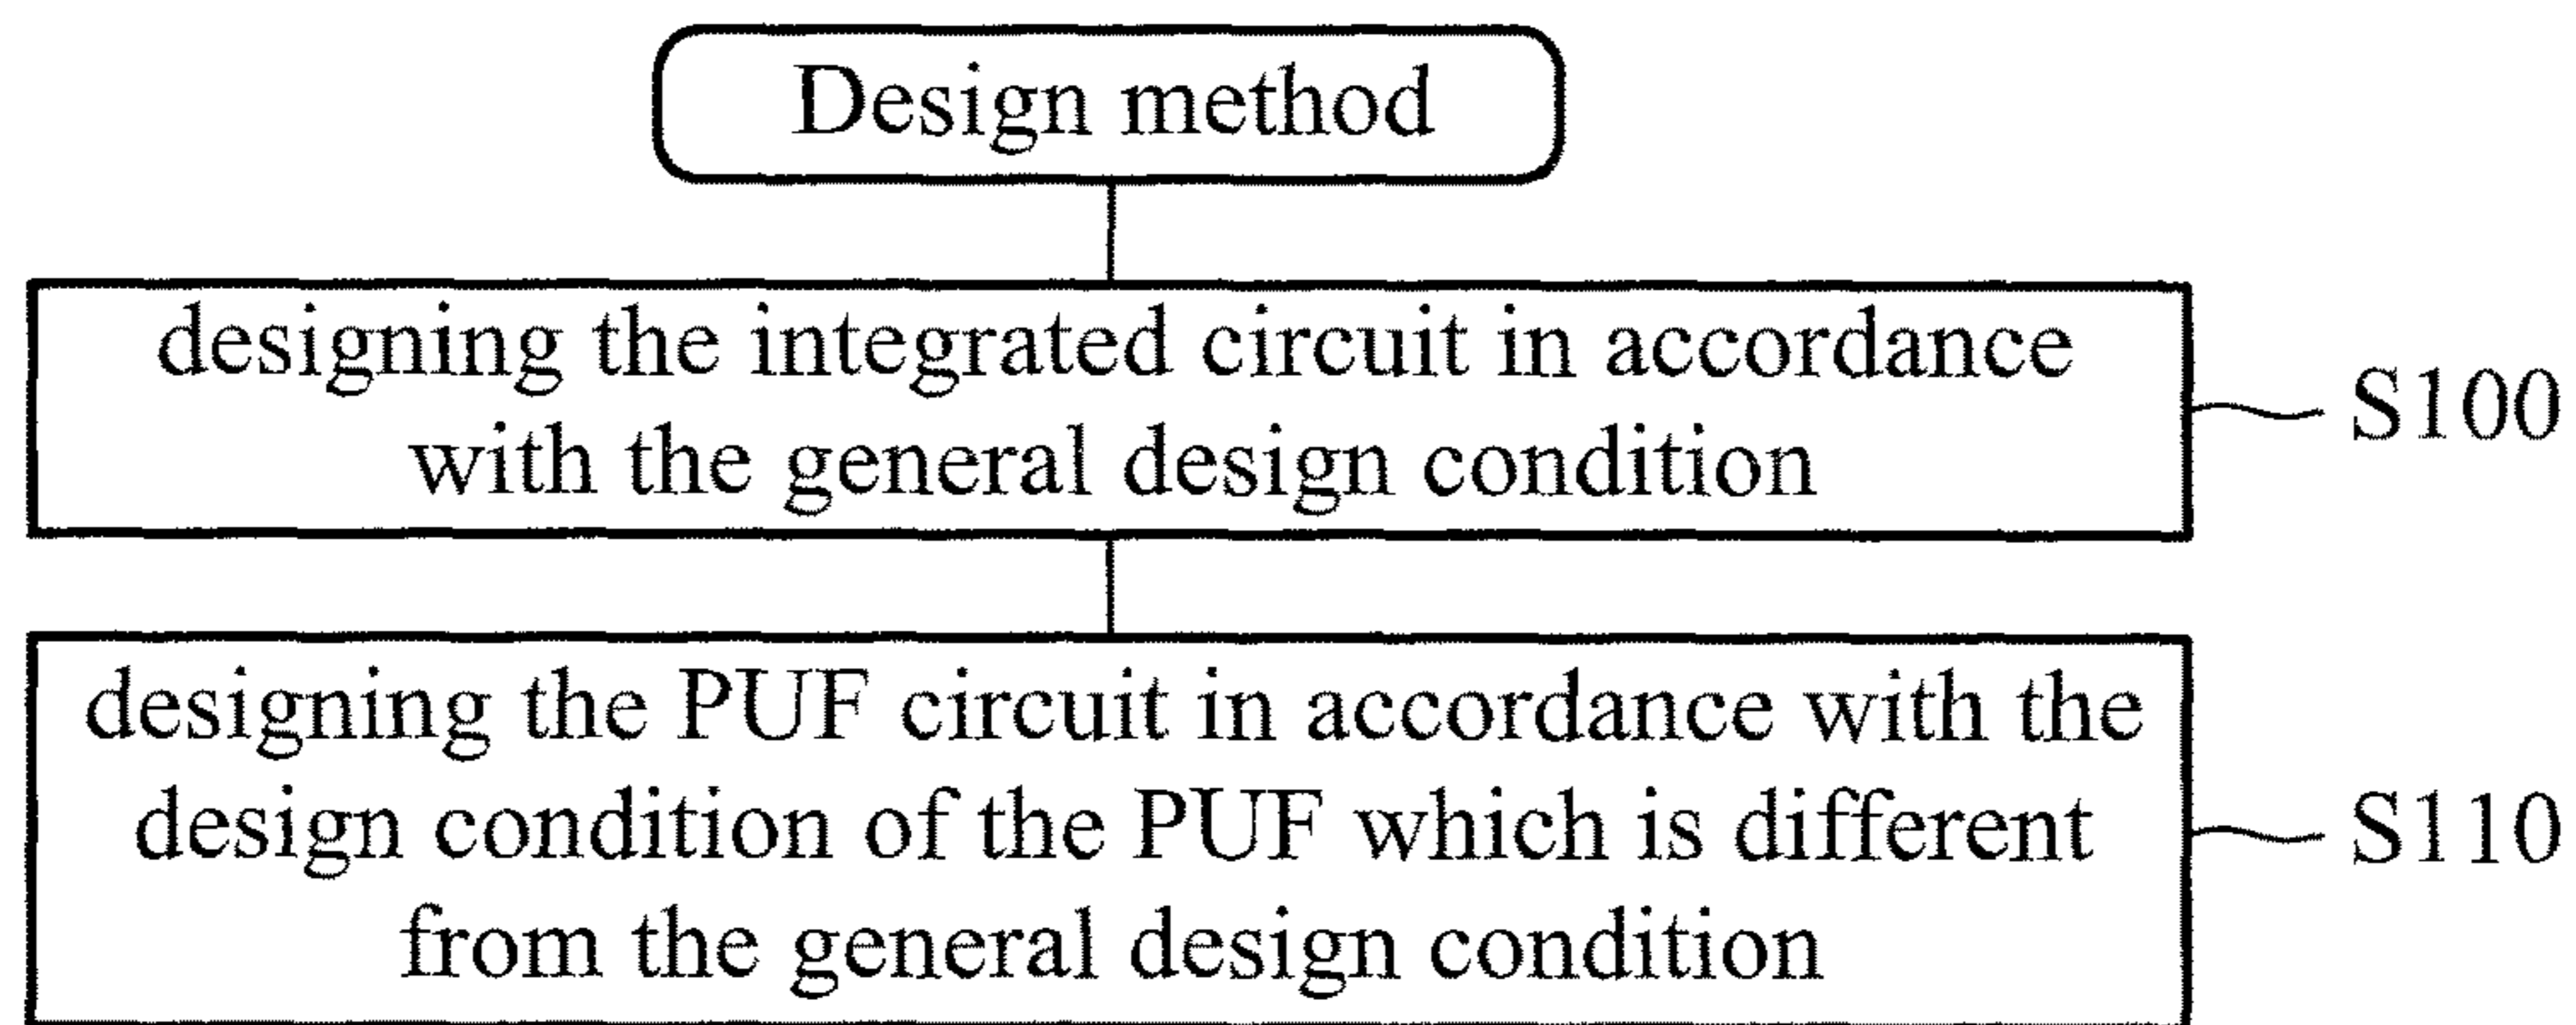 Design method
designing the integrated circuit in accordance
with the general design condition
S100
designing the PUF circuit in accordance with the
design condition of the PUF which is different
from the general design condition
S110